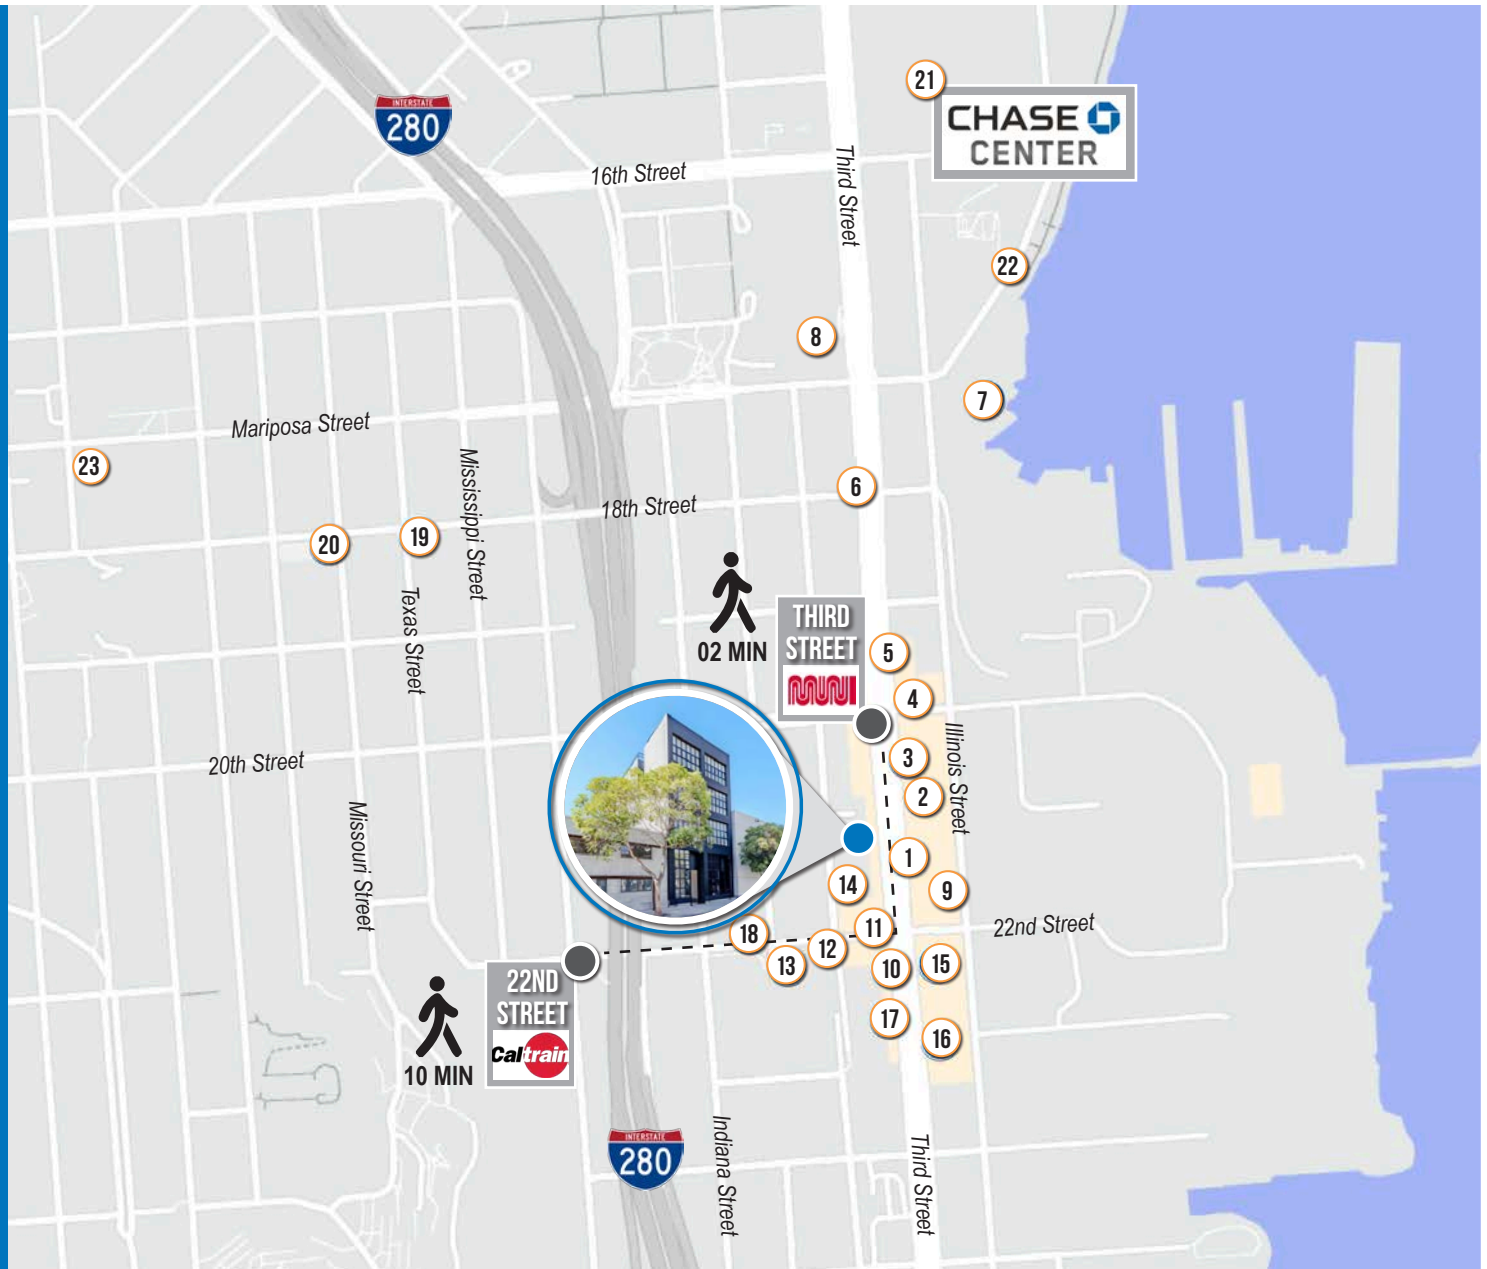 21
CHASE
CENTER
INTERSTATE
280
16th Street
Third Street
22
8
7
Mariposa Street
23
Mississippi Street
6
18th Street
20
19
Texas Street
02 MIN
THIRD
STREET
MUNI
5
4
3
Illinois Street
2
20th Street
Missouri Street
1
14
9
11
22nd Street
18
12
13
10
15
22ND
STREET
Caltrain
10 MIN
17
16
INTERSTATE
280
Indiana Street
Third Street